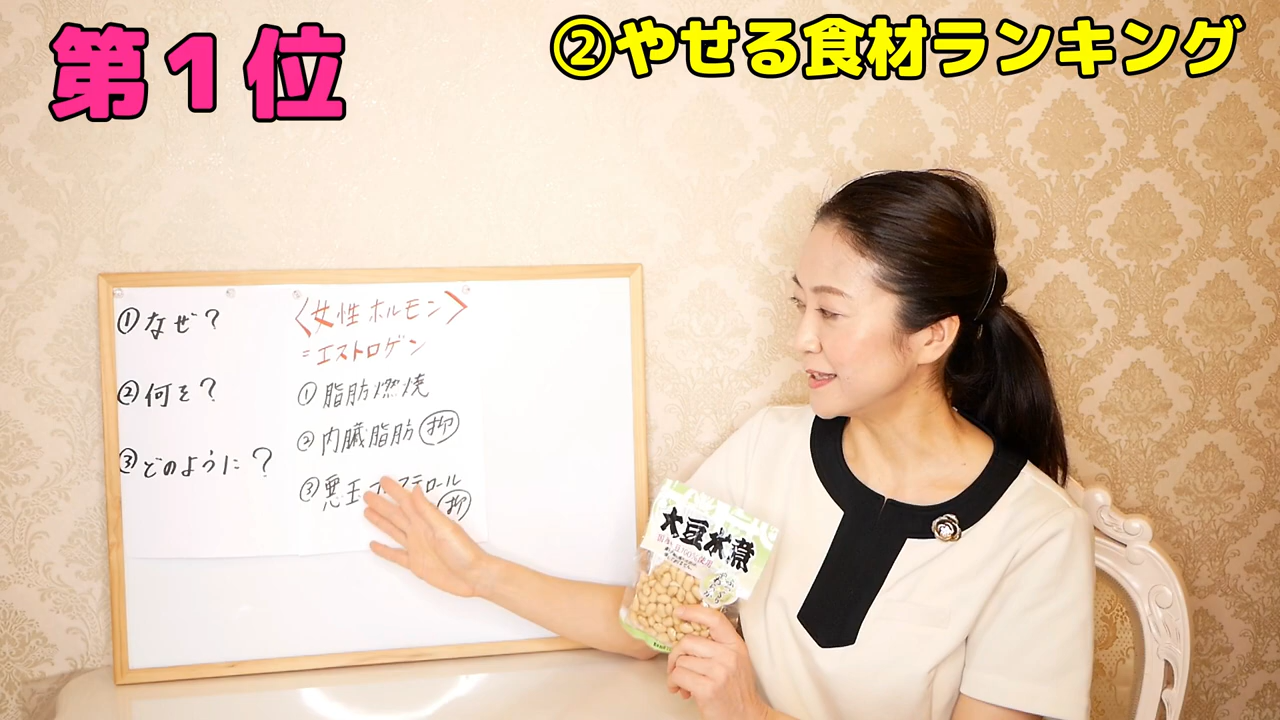 第1位
②やせる食材ランキング
①なぜ?
②何を?
③どのように?
〈女性ホルモン〉
=エストロゲン
①脂肪燃焼
②内臓脂肪抑
③悪玉
テロール
抑
大豆水煮